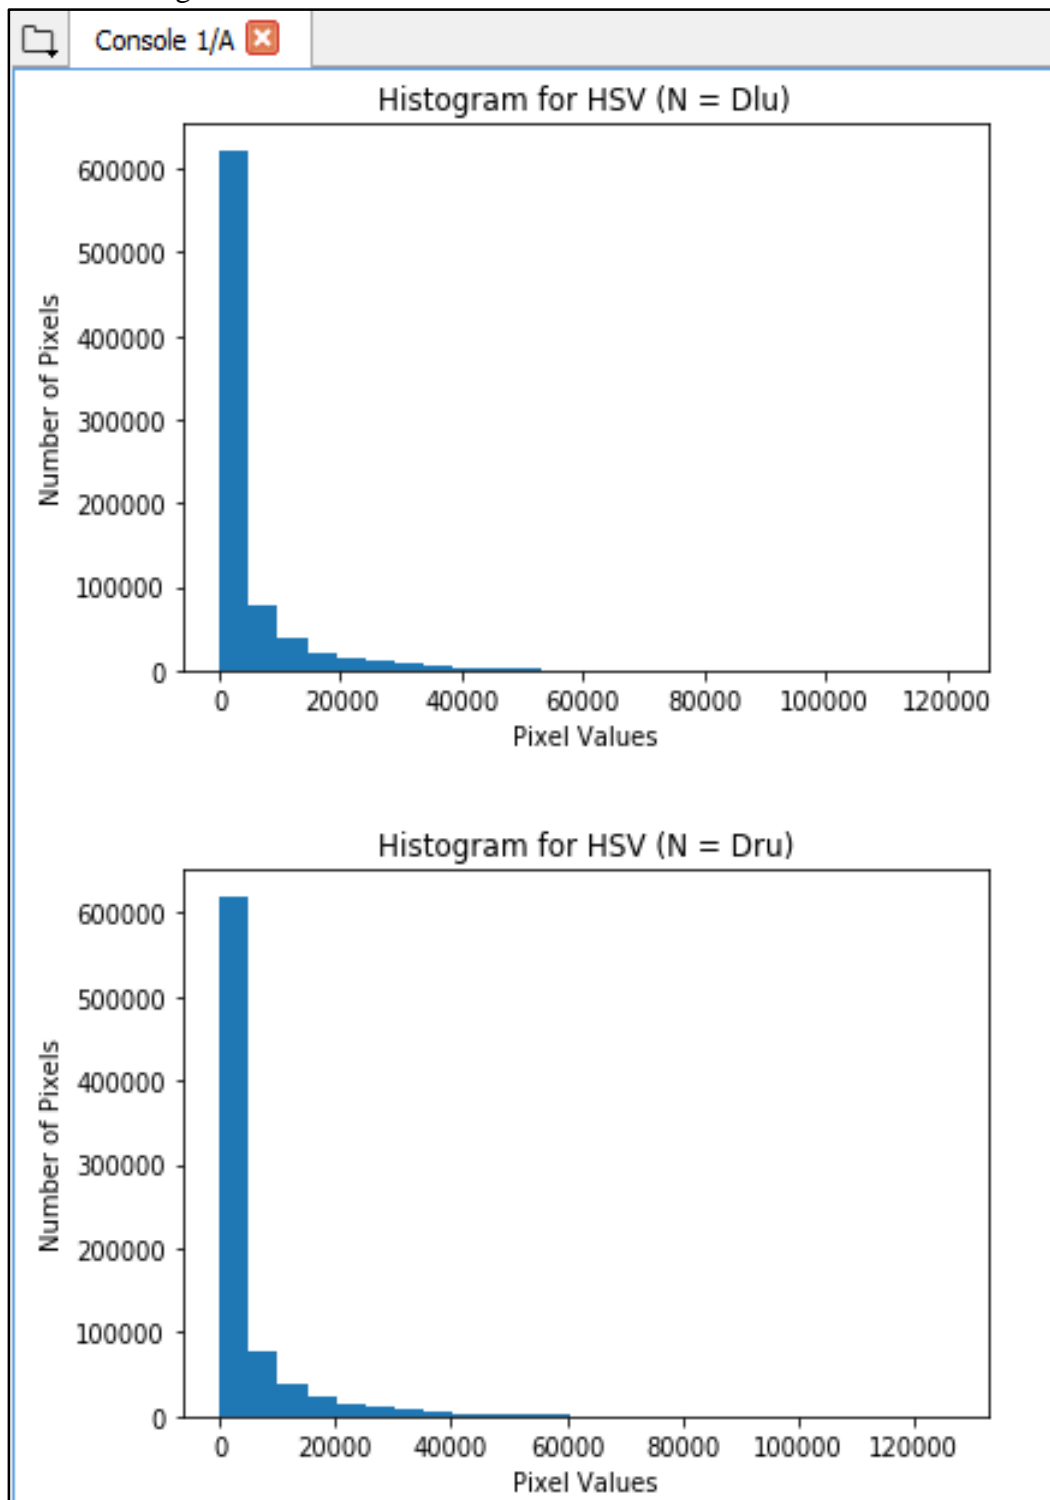 Console 1/A
Histogram for HSV (N = Dlu)
600000
500000
400000
300000
200000
100000
0
Number of Pixels
0 20000 40000 60000 80000 100000 120000
Pixel Values
Histogram for HSV (N = Dru)
600000
500000
400000
300000
200000
100000
0
Number of Pixels
0 20000 40000 60000 80000 100000 120000
Pixel Values